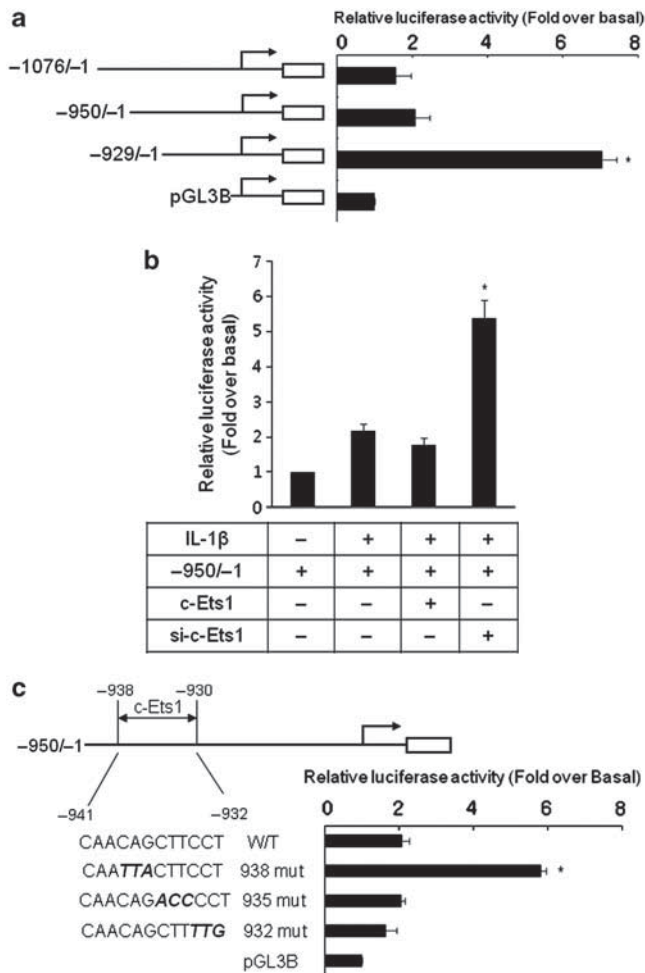 a
Relative luciferase activity (Fold over basal)
0 2 4 6 8
–1076/–1
–950/–1
–929/–1
*
pGL3B
b
Relative luciferase activity
(Fold over basal)
7
6
5
4
3
2
1
0
*
IL-1β – + + +
–950/–1 + + + +
c-Ets1 – – + –
si-c-Ets1 – – – +
c
–938 –930
c-Ets1
–950/–1
–941 –932
Relative luciferase activity (Fold over Basal)
0 2 4 6 8
CAACAGCTTCCT W/T
CAATTACTTCCT 938 mut *
CAACAGACCCCT 935 mut
CAACAGCTTTTG 932 mut
pGL3B